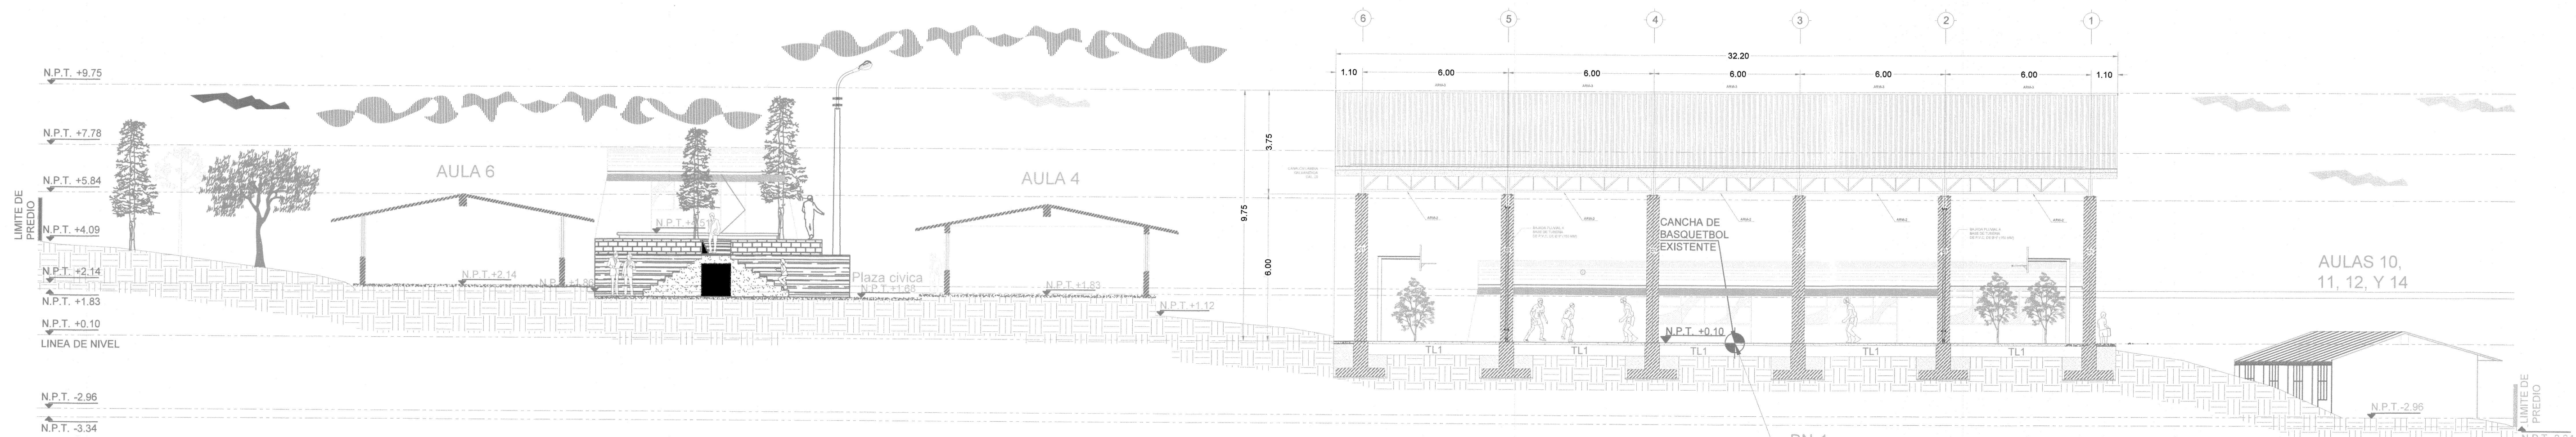 6
5
4
3
2
1
32.20
1.10
6.00
6.00
6.00
6.00
6.00
1.10
N.P.T. +9.75
N.P.T. +7.78
N.P.T. +5.84
LIMITE DE
PREDIO
N.P.T. +4.09
N.P.T. +2.14
N.P.T. +1.83
N.P.T. +0.10
LINEA DE NIVEL
N.P.T. -2.96
N.P.T. -3.34
AULA 6
N.P.T.+2.14
Plaza civica
AULA 4
N.P.T.+1.83
N.P.T.+1.12
9.75
3.75
6.00
CANCHA DE
BASQUETBOL
EXISTENTE
N.P.T. +0.10
TL1
TL1
TL1
TL1
TL1
AULAS 10,
11, 12, Y 14
N.P.T.-2.96
LIMITE DE
PREDIO